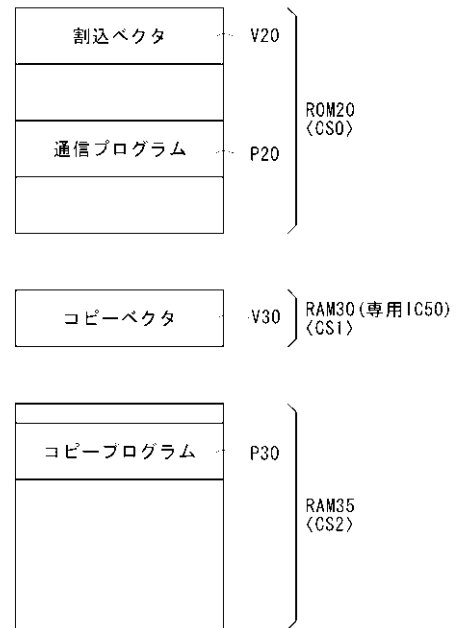 割込ベクタ V20
ROM20
〈CS0〉
通信プログラム P20
コピーベクタ V30
RAM30(専用IC50)
〈CS1〉
コピープログラム P30
RAM35
〈CS2〉